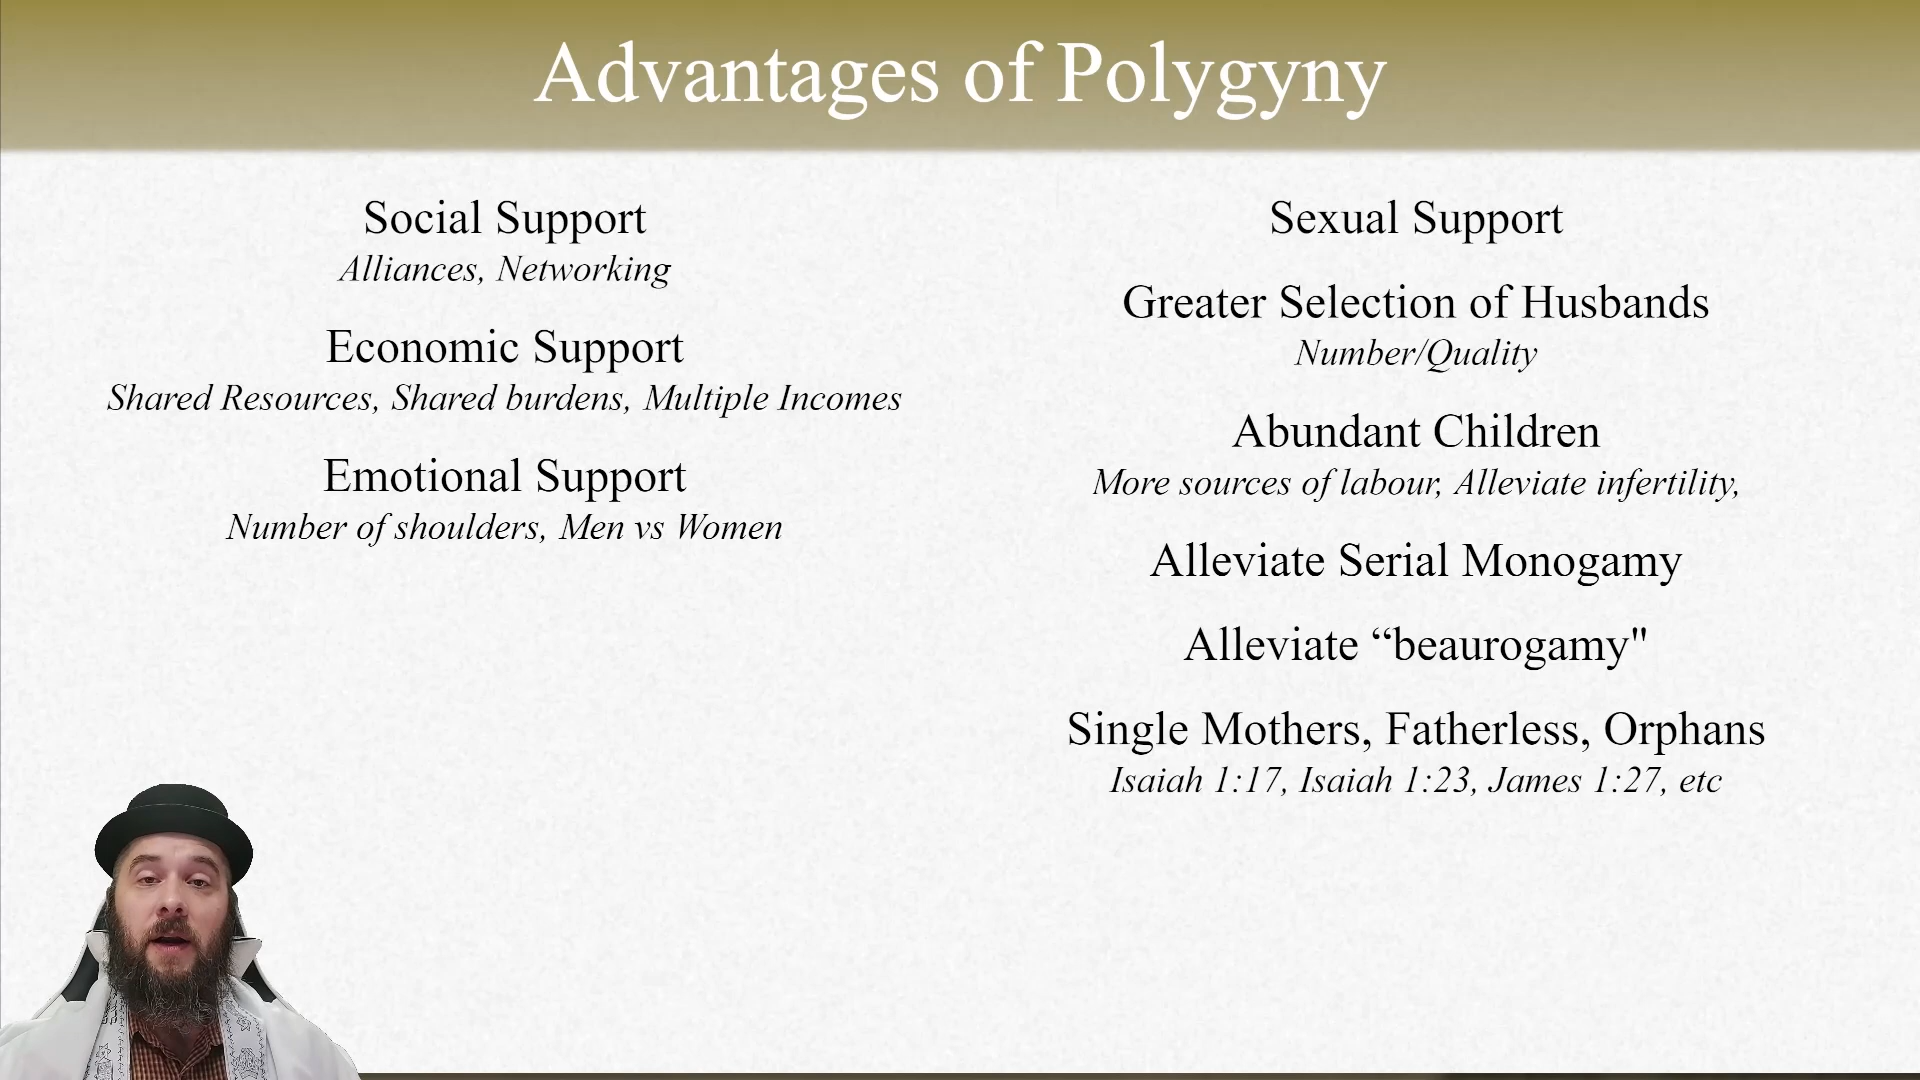 Advantages of Polygyny
Social Support
Alliances, Networking
Economic Support
Shared Resources, Shared burdens, Multiple Incomes
Emotional Support
Number of shoulders, Men vs Women
Sexual Support
Greater Selection of Husbands
Number/Quality
Abundant Children
More sources of labour, Alleviate infertility,
Alleviate Serial Monogamy
Alleviate “beaurogamy"
Single Mothers, Fatherless, Orphans
Isaiah 1:17, Isaiah 1:23, James 1:27, etc